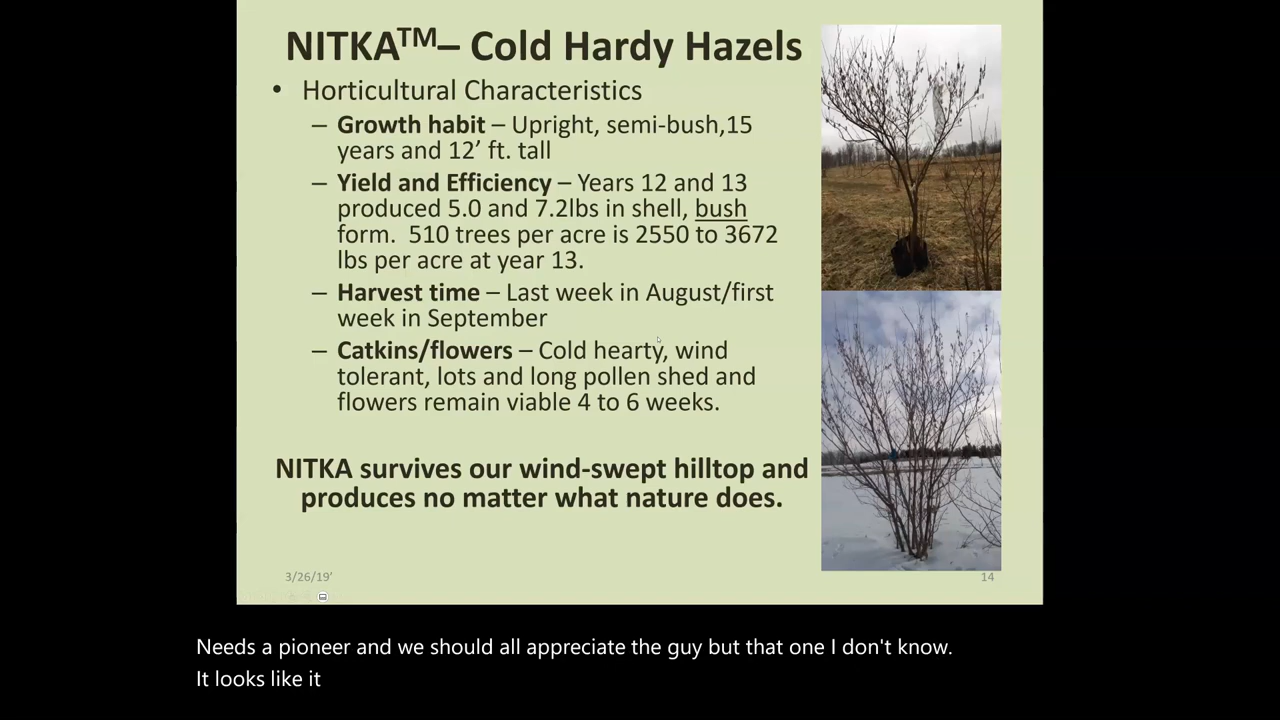 NITKA™– Cold Hardy Hazels
• Horticultural Characteristics
– Growth habit – Upright, semi-bush,15
years and 12’ ft. tall
– Yield and Efficiency – Years 12 and 13
produced 5.0 and 7.2lbs in shell, bush
form.  510 trees per acre is 2550 to 3672
lbs per acre at year 13.
– Harvest time – Last week in August/first
week in September
– Catkins/flowers – Cold hearty, wind
tolerant, lots and long pollen shed and
flowers remain viable 4 to 6 weeks.
NITKA survives our wind-swept hilltop and
produces no matter what nature does.
3/26/19’
14
Needs a pioneer and we should all appreciate the guy but that one I don't know.
It looks like it